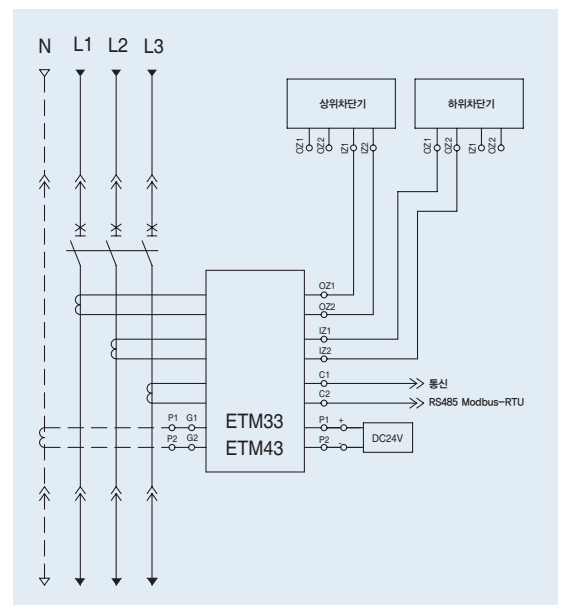 N L1 L2 L3
상위차단기 하위차단기
OZ1 OZ2 IZ1 IZ2 OZ1 OZ2 IZ1 OZ2
OZ1
OZ2
IZ1
IZ2
C1 통신
C2 RS485 Modbus-RTU
P1 G1 ETM33 P1 + DC24V
P2 G2 ETM43 P2 -